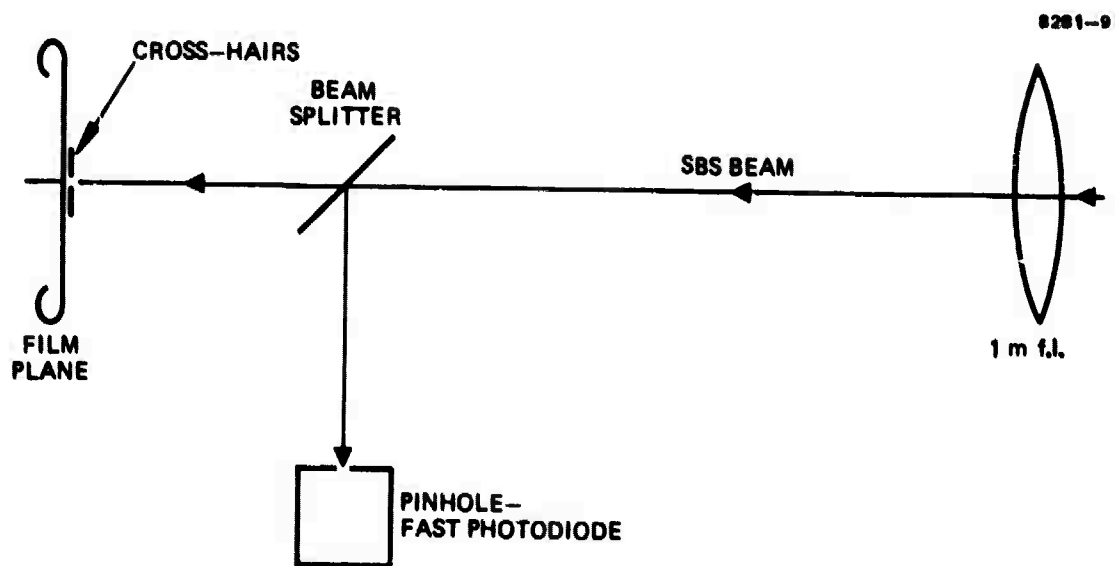 8281-9
CROSS-HAIRS
BEAM
SPLITTER
SBS BEAM
FILM
PLANE
1 m f.l.
PINHOLE-
FAST PHOTODIODE